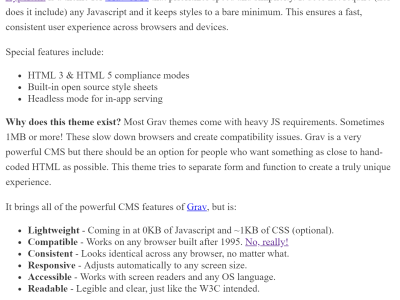 does it include) any Javascript and it keeps styles to a bare minimum. This ensures a fast,
consistent user experience across browsers and devices.
Special features include:
• HTML 3 & HTML 5 compliance modes
• Built-in open source style sheets
• Headless mode for in-app serving
Why does this theme exist? Most Grav themes come with heavy JS requirements. Sometimes
1MB or more! These slow down browsers and create compatibility issues. Grav is a very
powerful CMS but there should be an option for people who want something as close to hand-
coded HTML as possible. This theme tries to separate form and function to create a truly unique
experience.
It brings all of the powerful CMS features of Grav, but is:
• Lightweight - Coming in at 0KB of Javascript and ~1KB of CSS (optional).
• Compatible - Works on any browser built after 1995. No, really!
• Consistent - Looks identical across any browser, no matter what.
• Responsive - Adjusts automatically to any screen size.
• Accessible - Works with screen readers and any OS language.
• Readable - Legible and clear, just like the W3C intended.